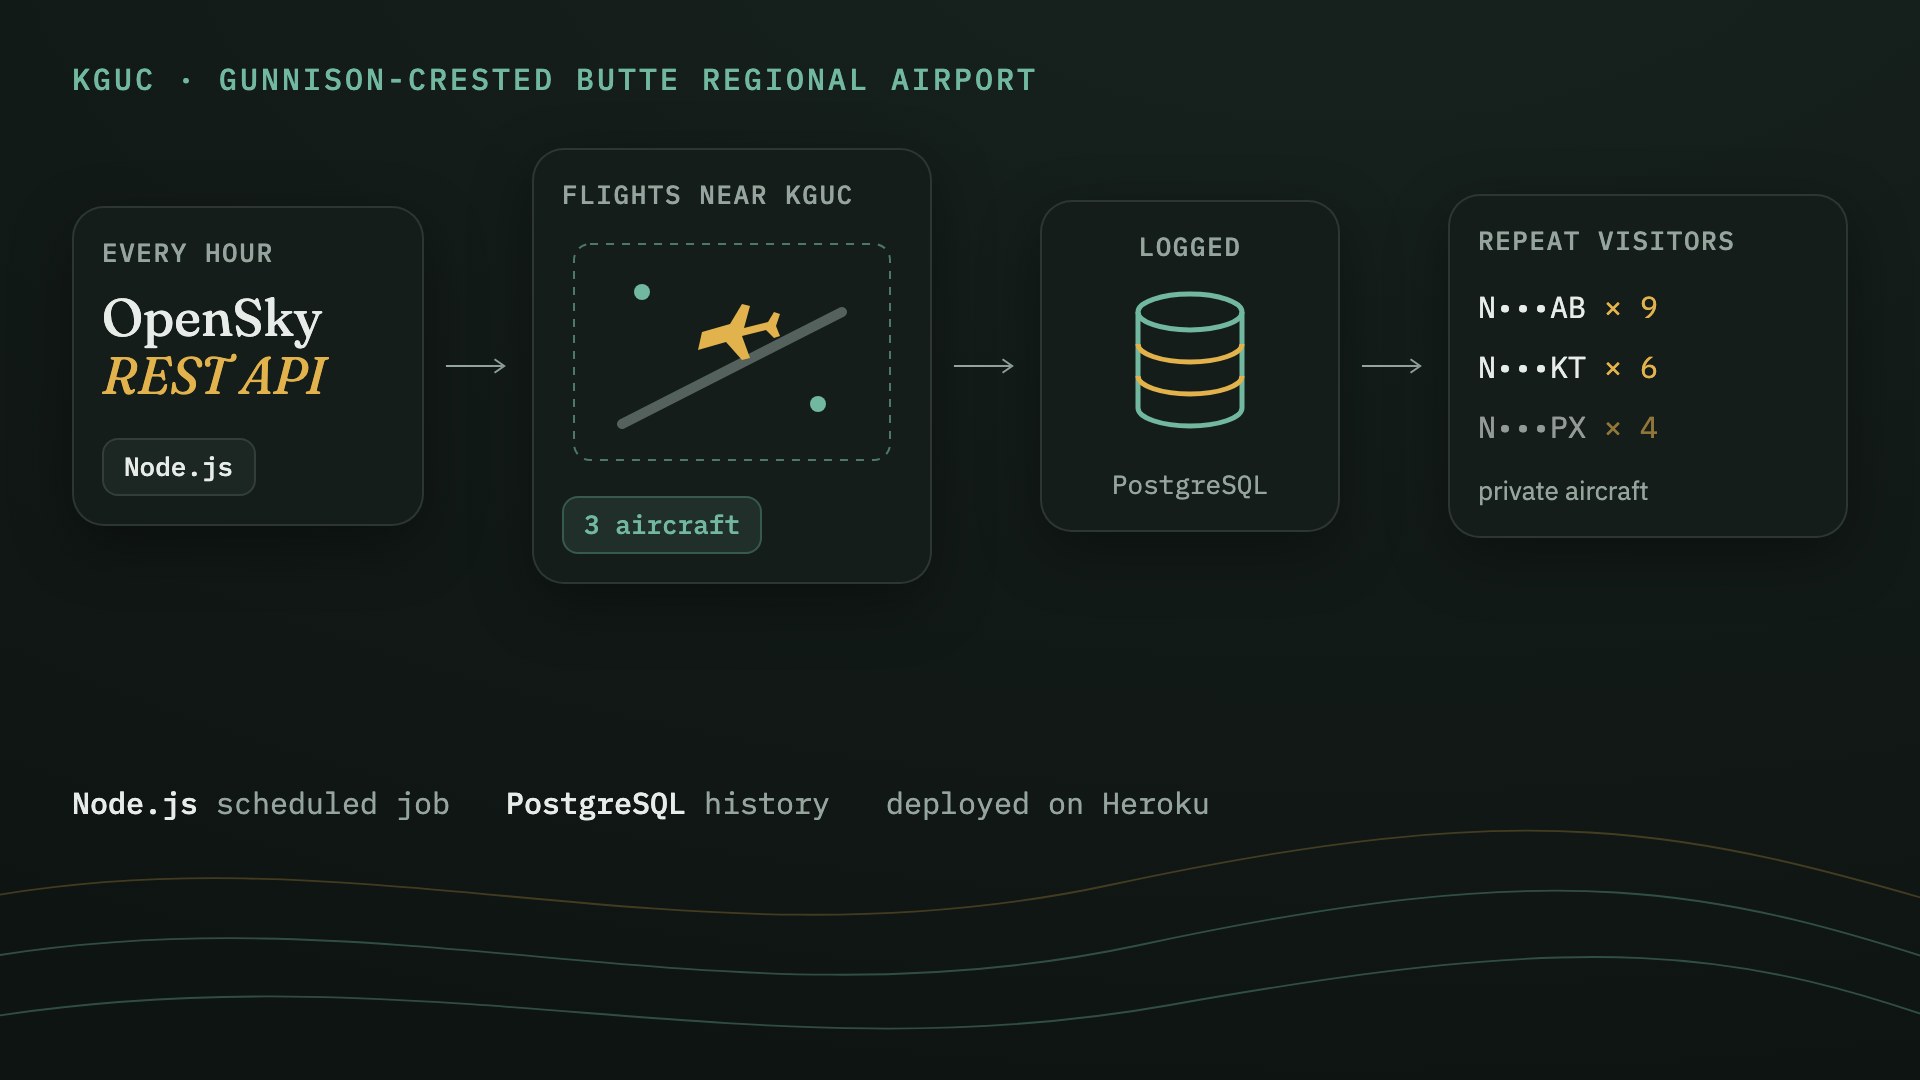 KGUC · GUNNISON-CRESTED BUTTE REGIONAL AIRPORT
EVERY HOUR
OpenSky
REST API
Node.js
FLIGHTS NEAR KGUC
3 aircraft
LOGGED
PostgreSQL
REPEAT VISITORS
N•••AB × 9
N•••KT × 6
N•••PX × 4
private aircraft
Node.js scheduled job PostgreSQL history deployed on Heroku